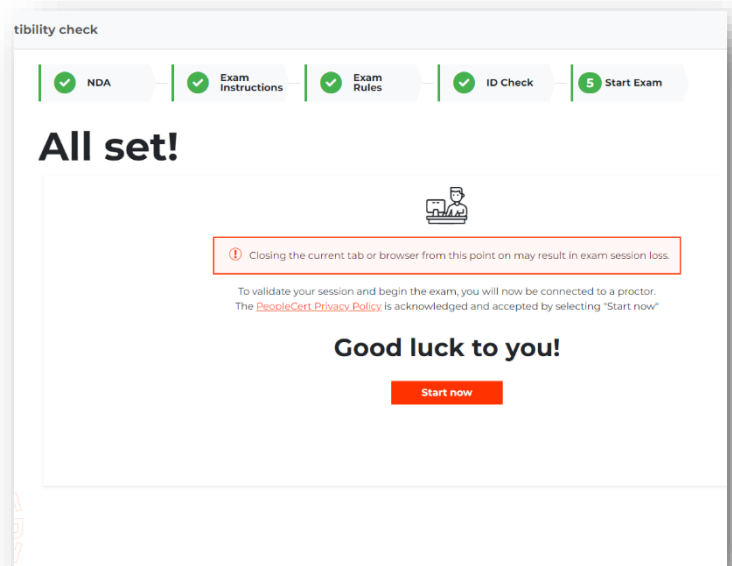 tibility check
NDA
Exam
Instructions
Exam
Rules
ID Check
5 Start Exam
All set!
Closing the current tab or browser from this point on may result in exam session loss.
To validate your session and begin the exam, you will now be connected to a proctor.
The PeopleCert Privacy Policy is acknowledged and accepted by selecting "Start now"
Good luck to you!
Start now